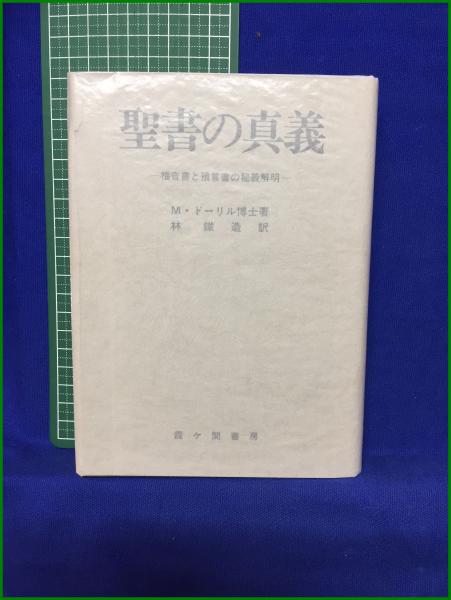 聖書の真義
―福音書と預言書の秘義解明―
M・ドーリル博士著
林 鐵造訳
霞ケ関書房